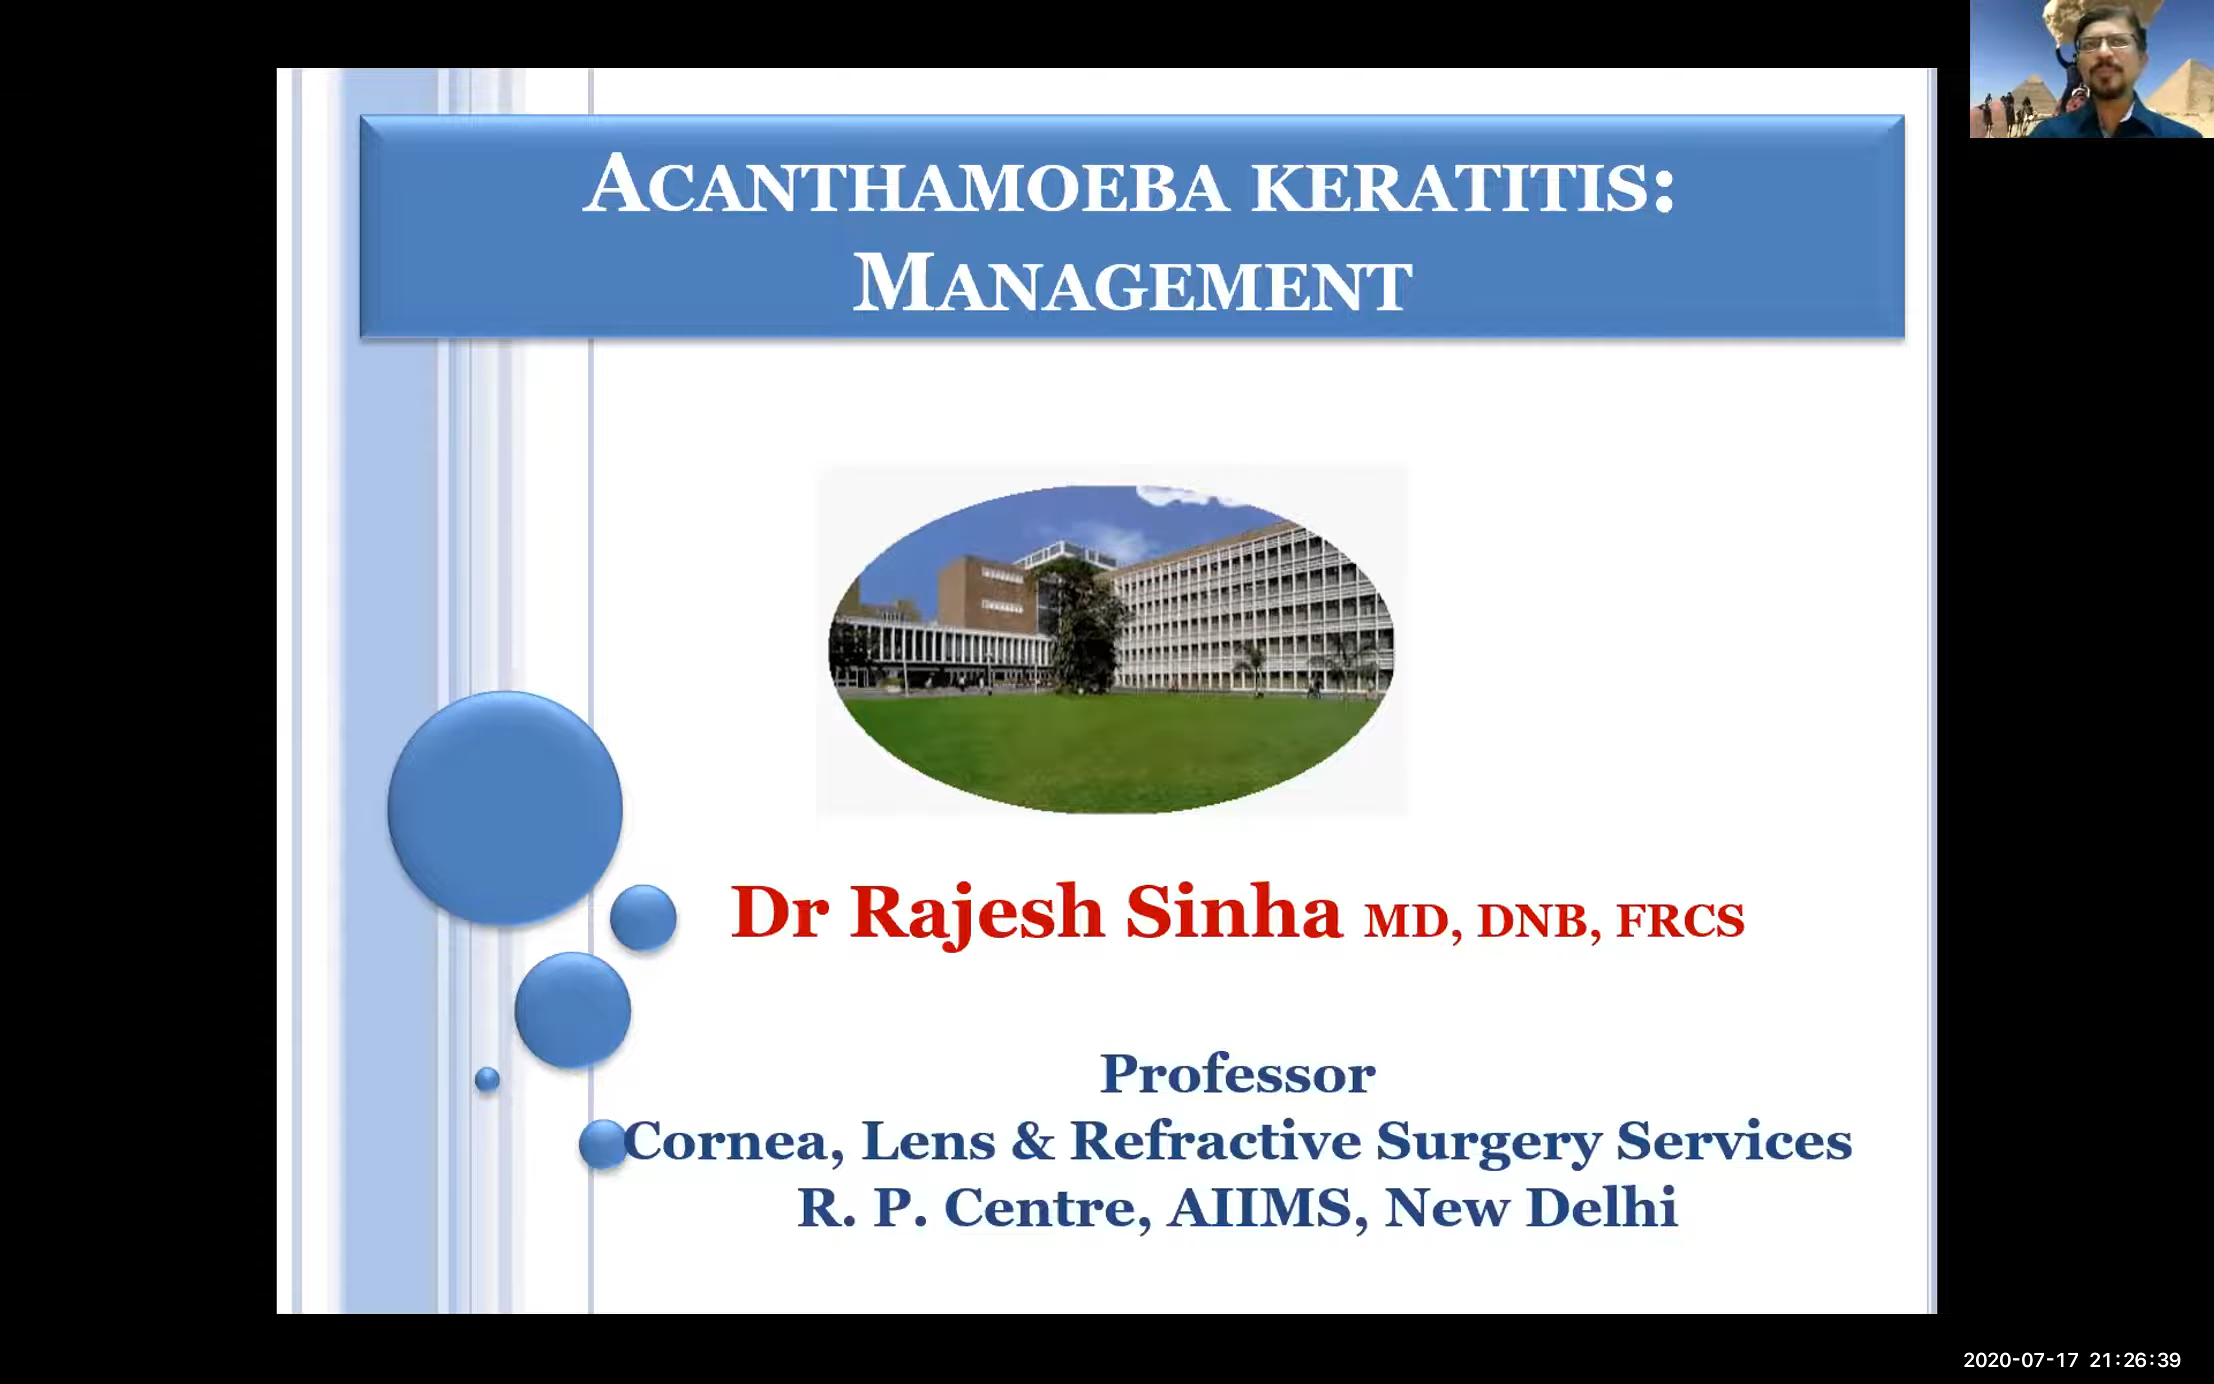 ACANTHAMOEBA KERATITIS:
MANAGEMENT
Dr Rajesh Sinha MD, DNB, FRCS
Professor
Cornea, Lens & Refractive Surgery Services
R. P. Centre, AIIMS, New Delhi
2020-07-17 21:26:39